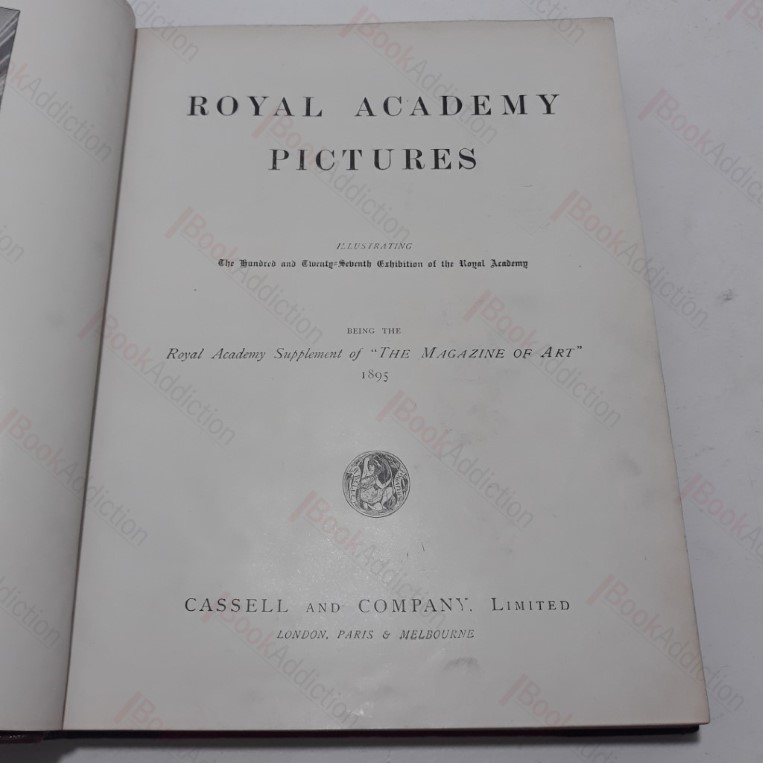 ROYAL ACADEMY
PICTURES
ILLUSTRATING
The Hundred and Twenty=Seventh Exhibition of the Royal Academy
BEING THE
Royal Academy Supplement of "THE MAGAZINE OF ART"
1895
CASSELL AND COMPANY, LIMITED
LONDON, PARIS & MELBOURNE
BookAddiction